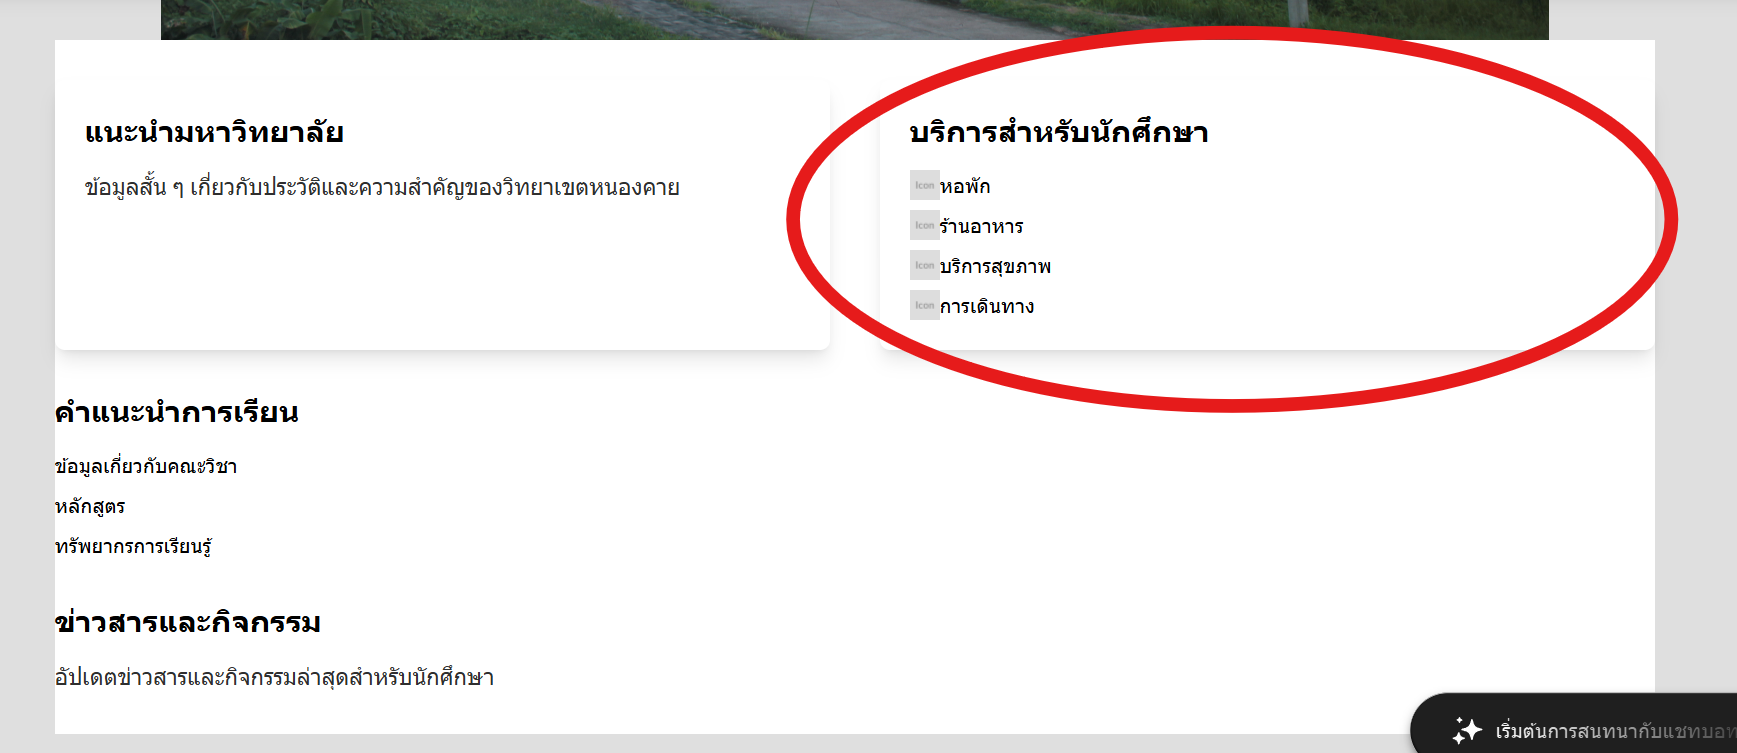 แนะนำมหาวิทยาลัย
ข้อมูลสั้น ๆ เกี่ยวกับประวัติและความสำคัญของวิทยาเขตหนองคาย
บริการสำหรับนักศึกษา
Icon หอพัก
Icon ร้านอาหาร
Icon บริการสุขภาพ
Icon การเดินทาง
คำแนะนำการเรียน
ข้อมูลเกี่ยวกับคณะวิชา
หลักสูตร
ทรัพยากรการเรียนรู้
ข่าวสารและกิจกรรม
อัปเดตข่าวสารและกิจกรรมล่าสุดสำหรับนักศึกษา
เริ่มต้นการสนทนากับแชทบอท